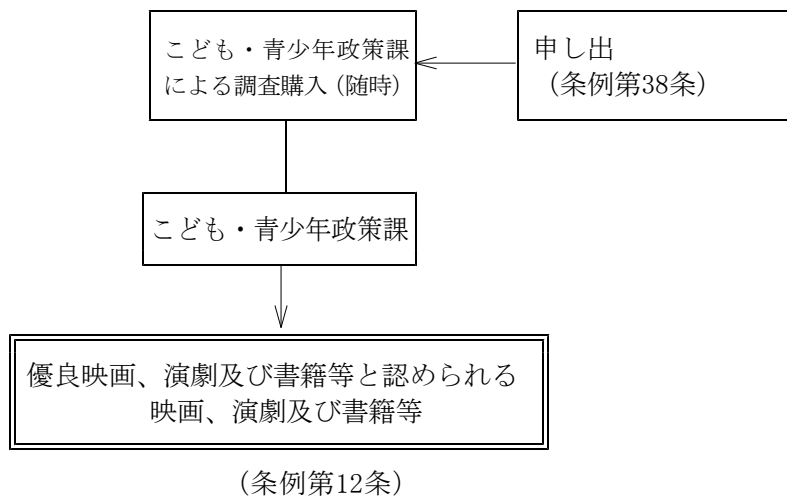 こども・青少年政策課
による調査購入（随時）
申し出
（条例第38条）
こども・青少年政策課
優良映画、演劇及び書籍等と認められる
映画、演劇及び書籍等
（条例第12条）